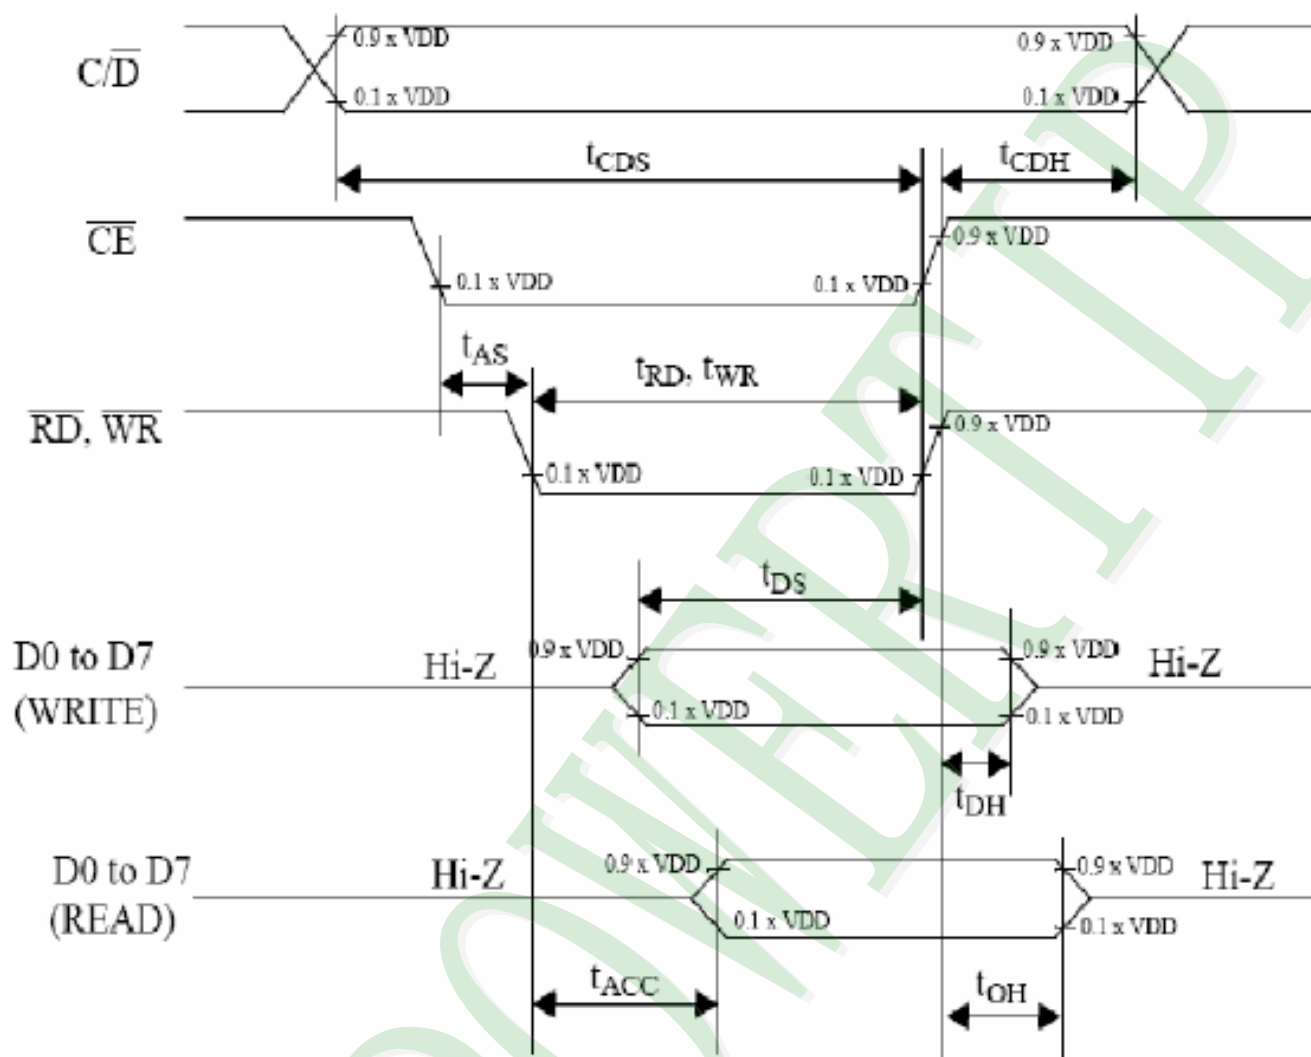 0.9 x VDD 0.9 x VDD
C/D̅
0.1 x VDD 0.1 x VDD
tCDS tCDH
C̅E̅ 0.9 x VDD
0.1 x VDD 0.1 x VDD
tAS tRD, tWR
R̅D̅, W̅R̅ 0.9 x VDD
0.1 x VDD 0.1 x VDD
tDS
D0 to D7 Hi-Z 0.9 x VDD 0.9 x VDD Hi-Z
(WRITE) 0.1 x VDD 0.1 x VDD
tDH
D0 to D7 Hi-Z 0.9 x VDD 0.9 x VDD Hi-Z
(READ) 0.1 x VDD 0.1 x VDD
tACC tOH
POWERTIP